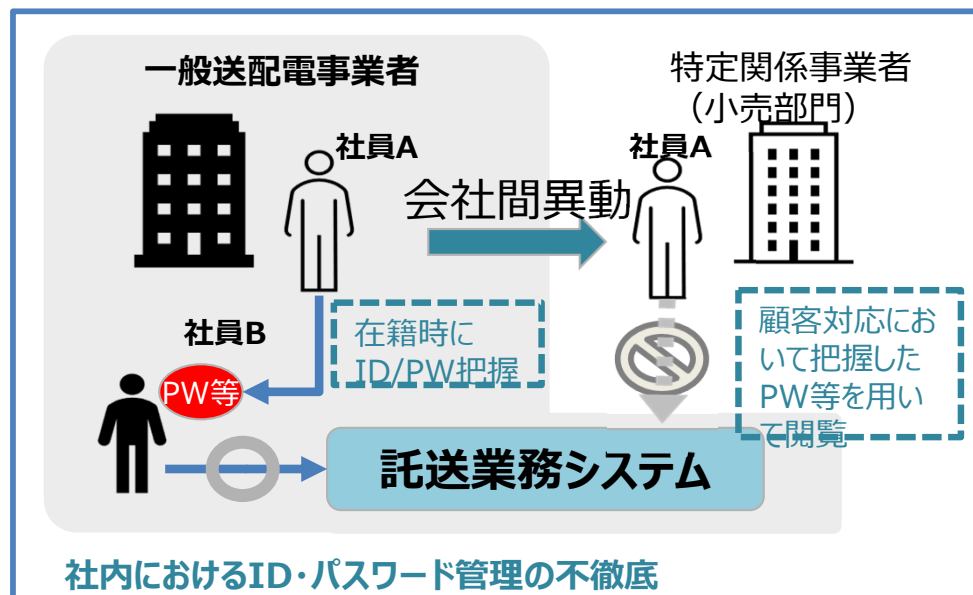 一般送配電事業者
特定関係事業者
（小売部門）
社員A
社員A
会社間異動
社員B
在籍時に
ID/PW把握
顧客対応にお
いて把握した
PW等を用い
て閲覧
PW等
託送業務システム
社内におけるID・パスワード管理の不徹底